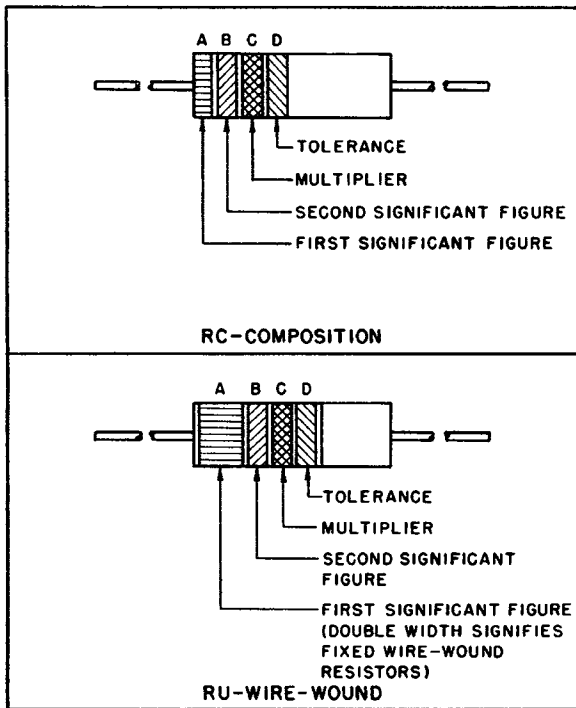 A B C D
TOLERANCE
MULTIPLIER
SECOND SIGNIFICANT FIGURE
FIRST SIGNIFICANT FIGURE
RC-COMPOSITION
A B C D
TOLERANCE
MULTIPLIER
SECOND SIGNIFICANT
FIGURE
FIRST SIGNIFICANT FIGURE
(DOUBLE WIDTH SIGNIFIES
FIXED WIRE-WOUND
RESISTORS)
RU-WIRE-WOUND